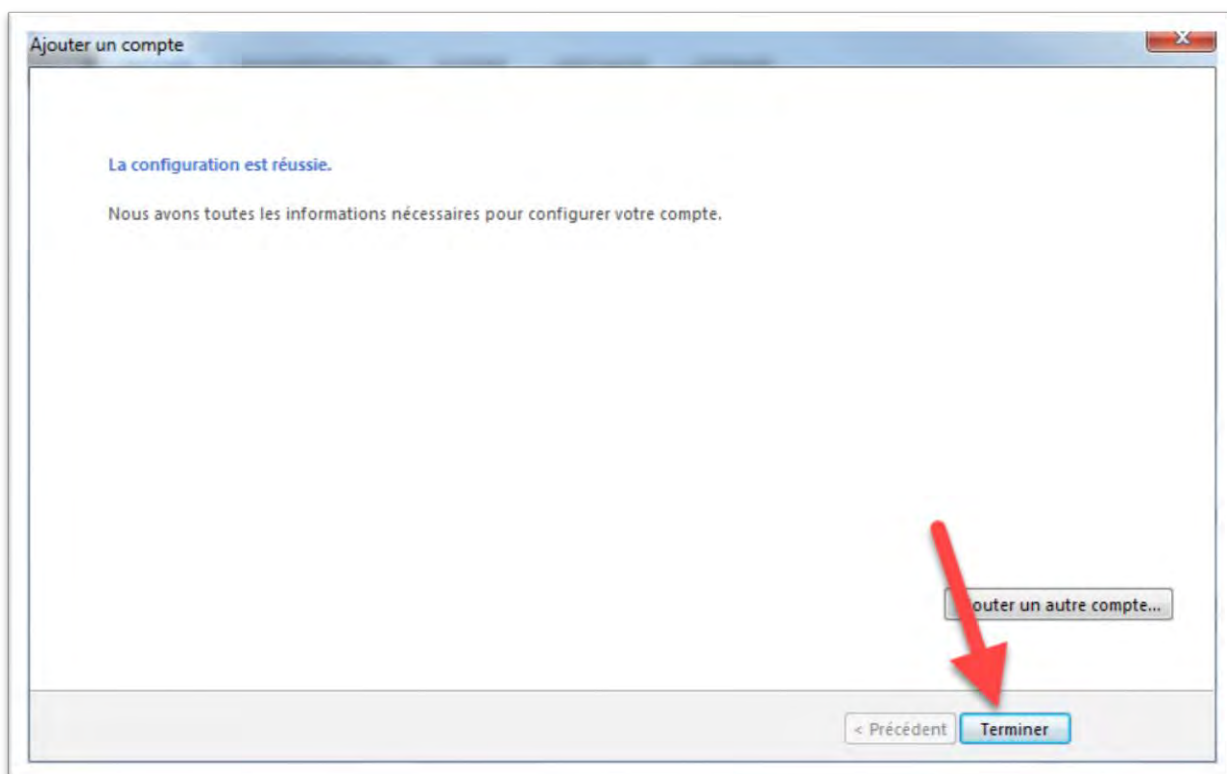 Ajouter un compte
La configuration est réussie.
Nous avons toutes les informations nécessaires pour configurer votre compte.
outer un autre compte...
< Précédent
Terminer